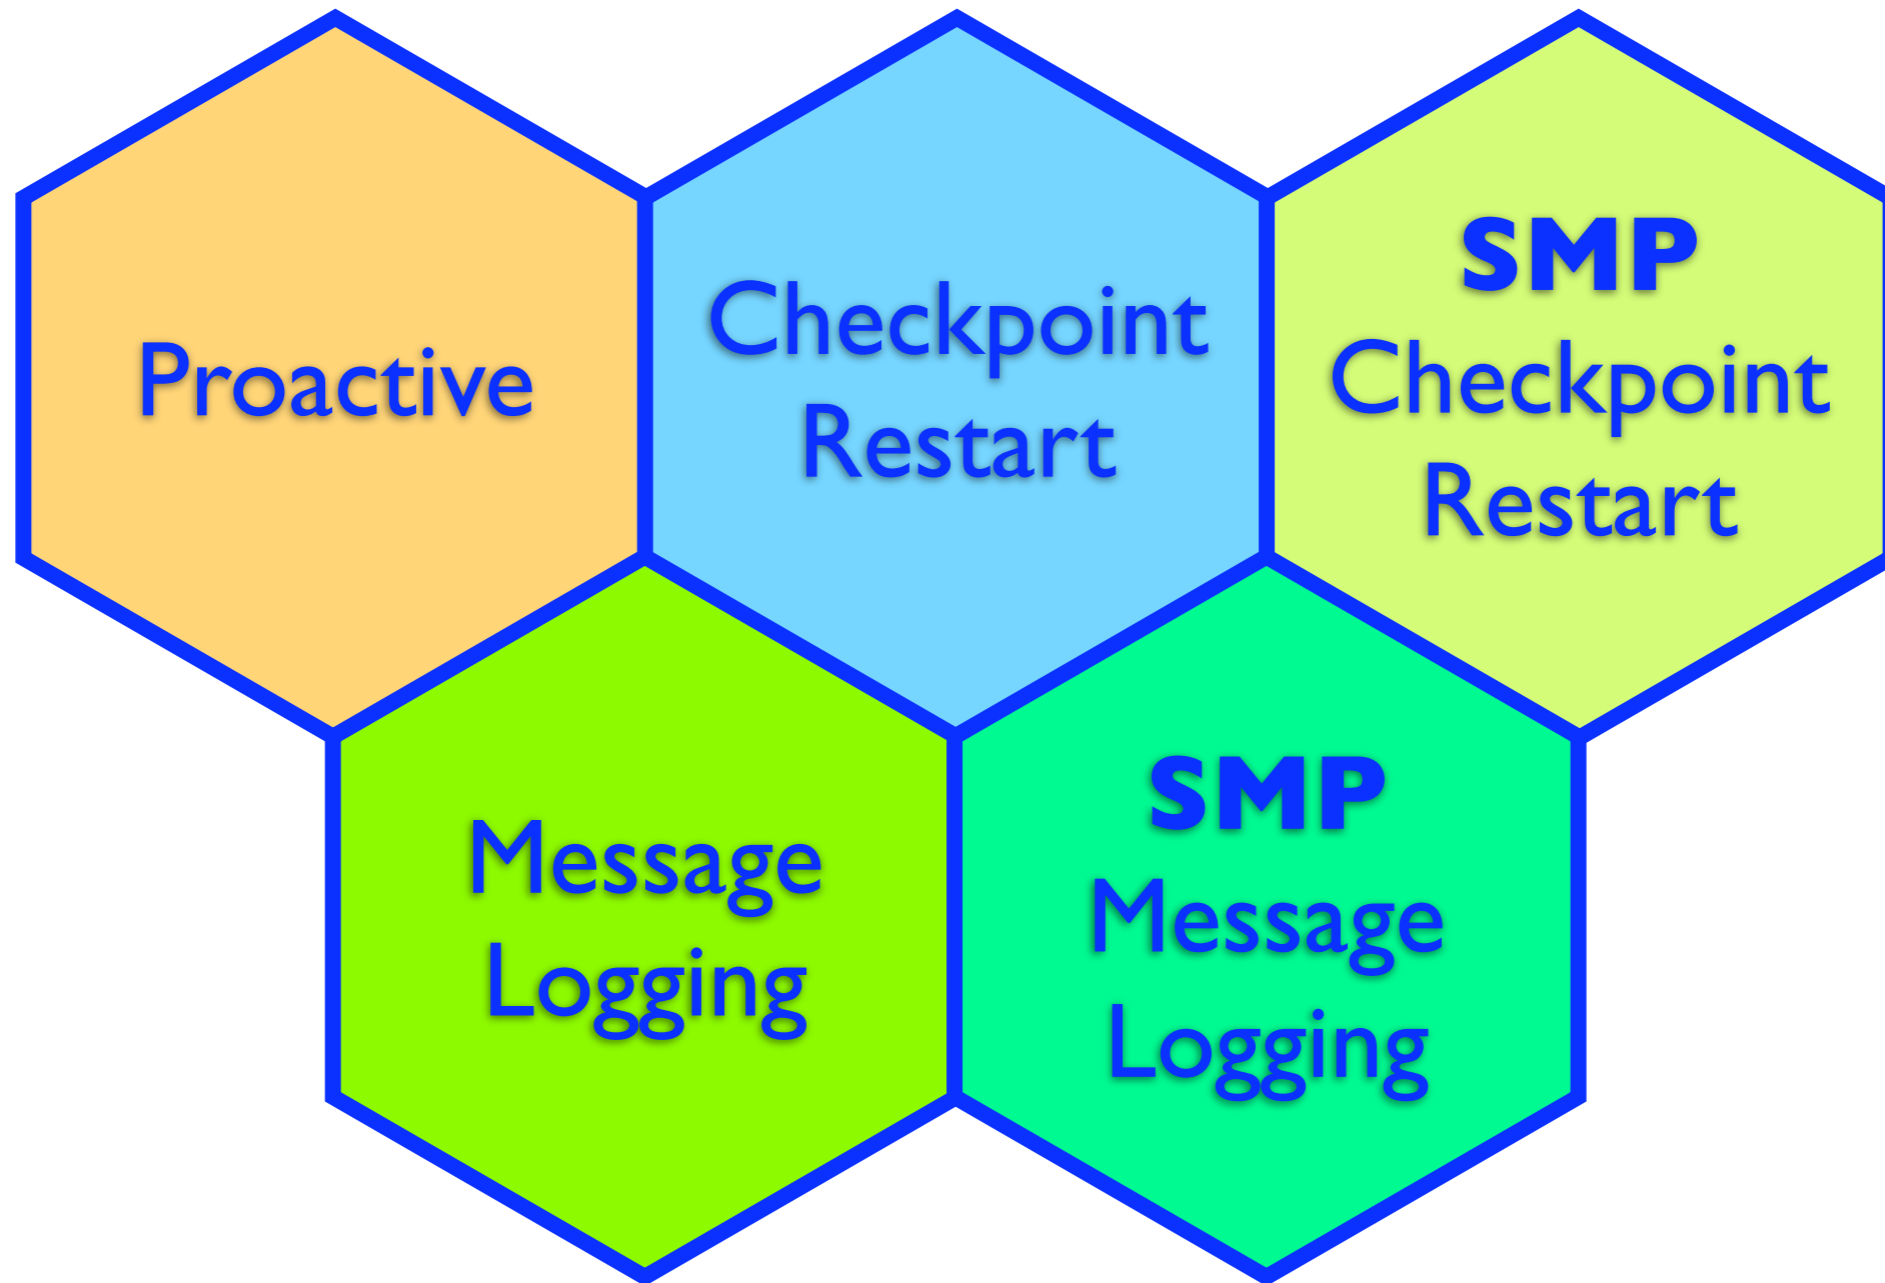 Proactive
Checkpoint
Restart
SMP
Checkpoint
Restart
Message
Logging
SMP
Message
Logging